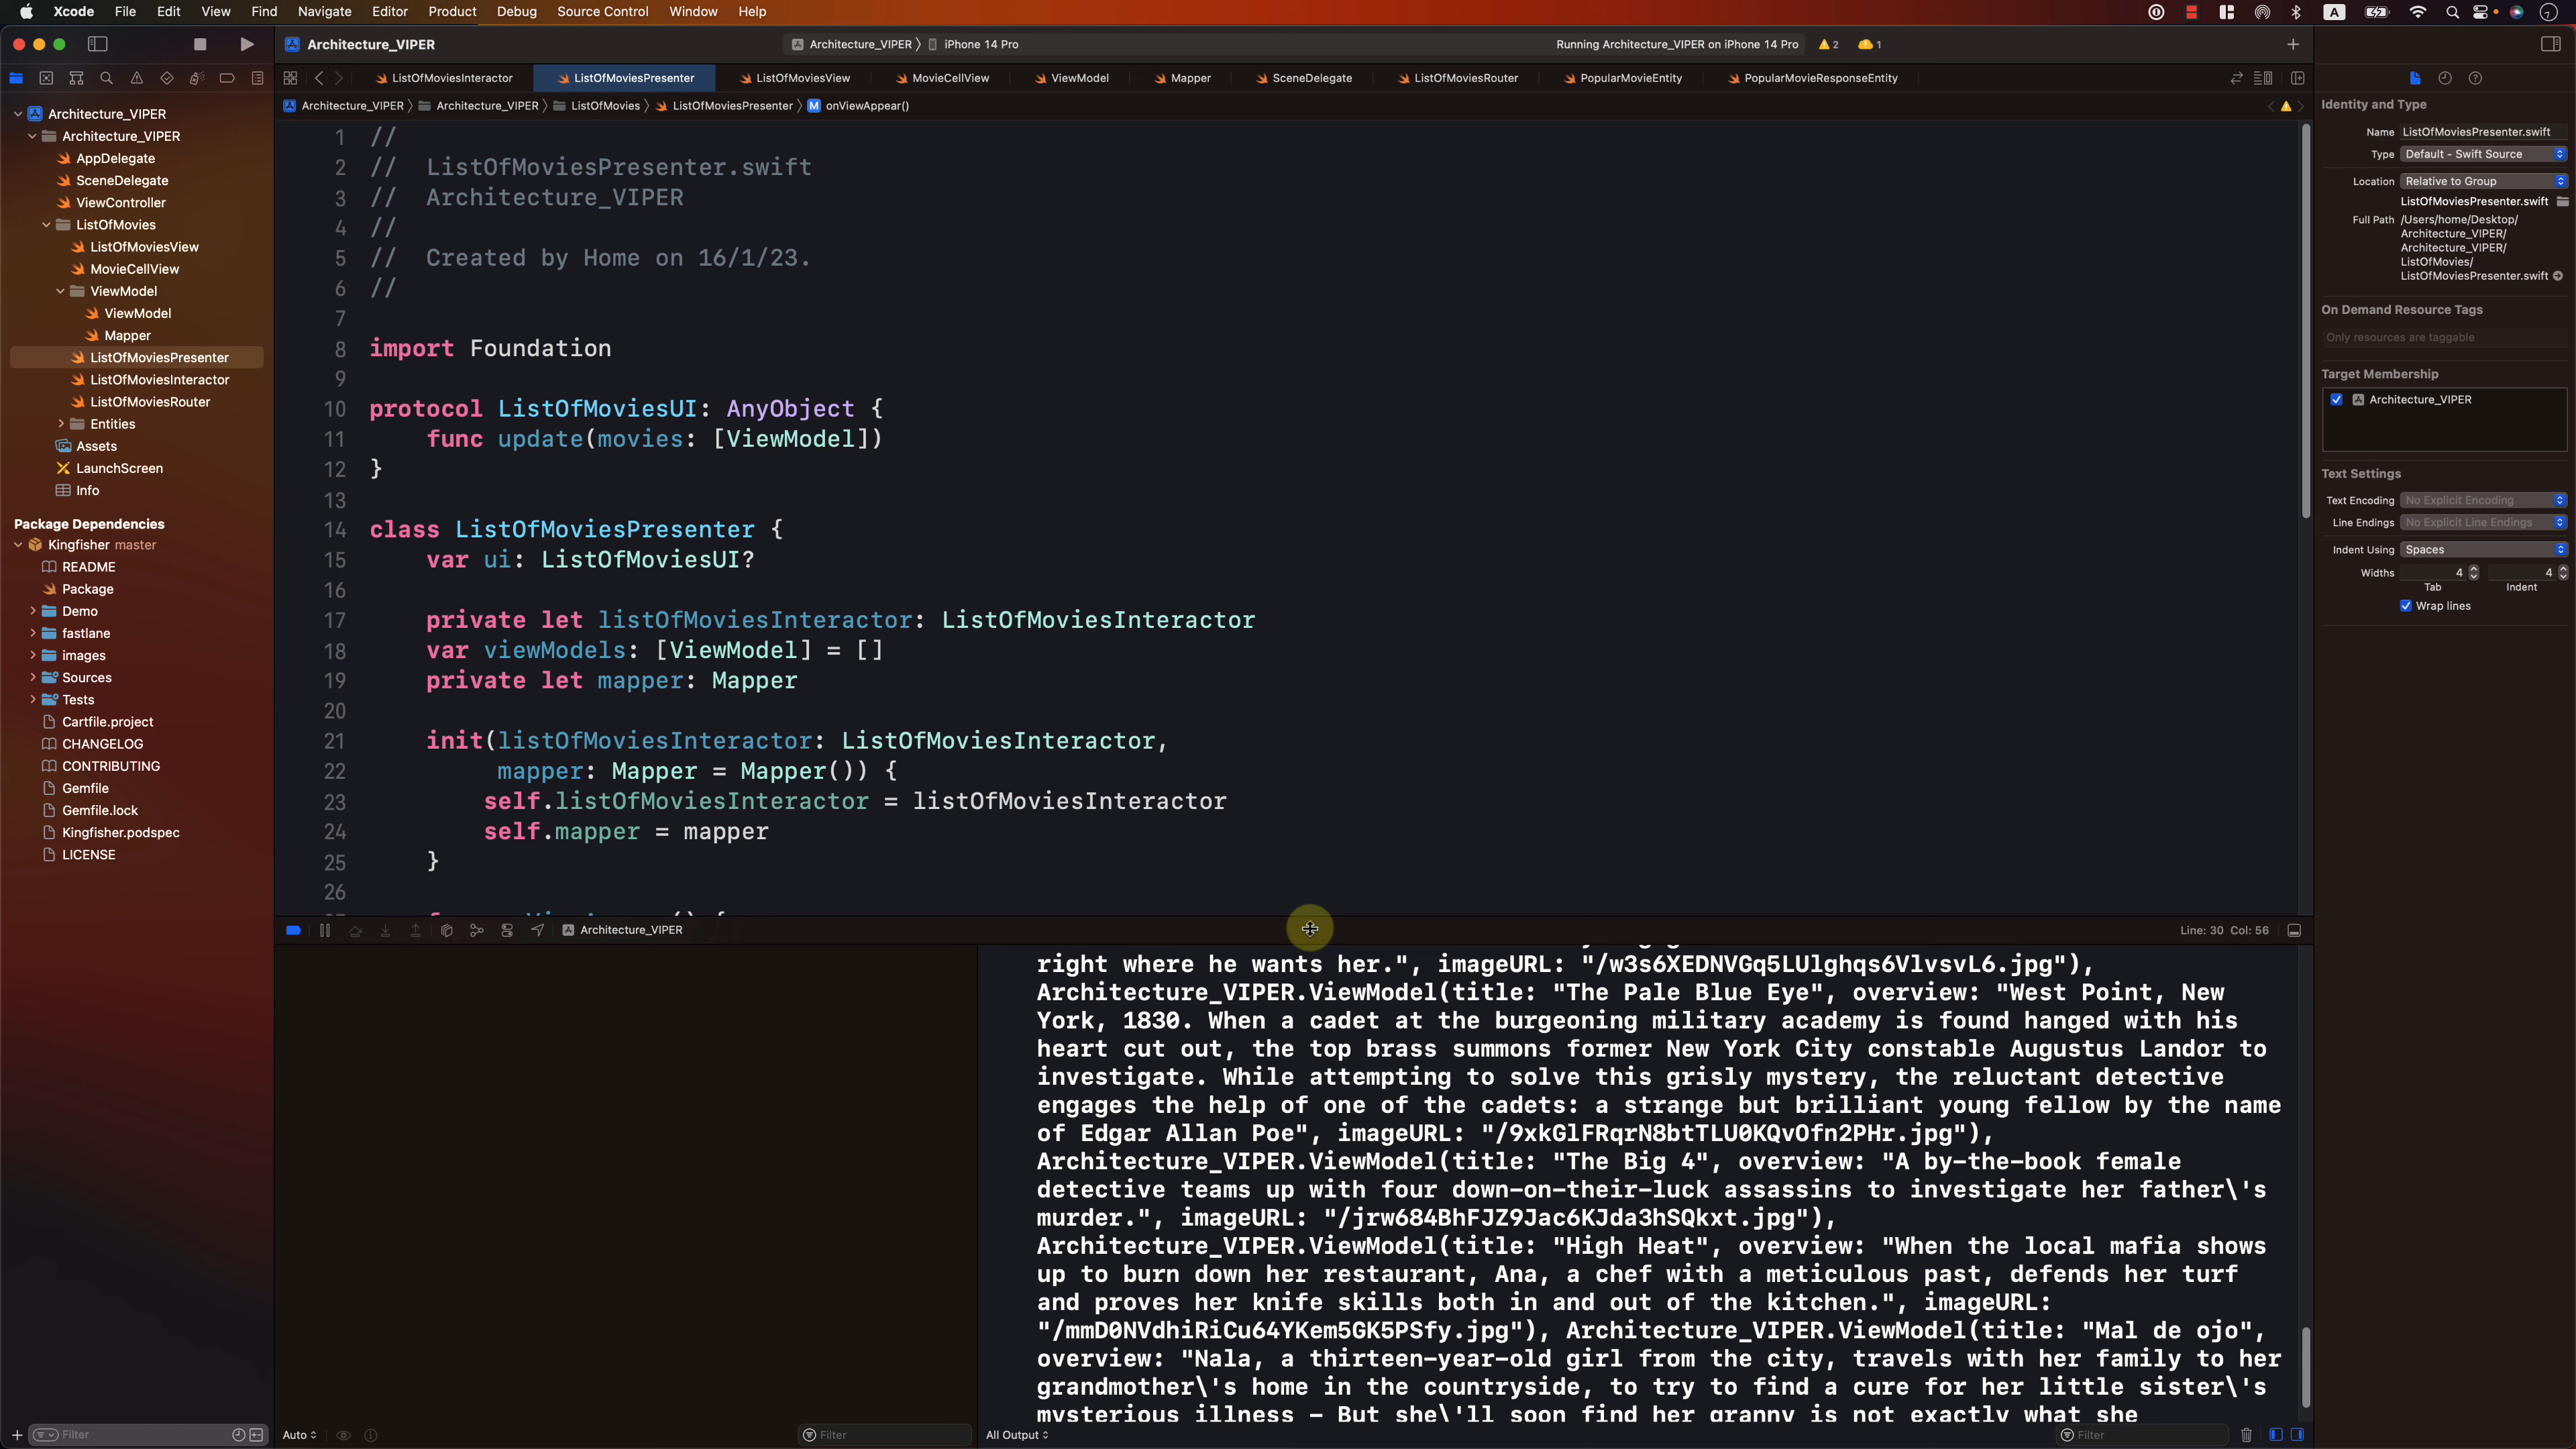 Xcode File Edit View Find Navigate Editor Product Debug Source Control Window Help
Architecture_VIPER
Architecture_VIPER 〉 iPhone 14 Pro
Running Architecture_VIPER on iPhone 14 Pro 2 1
ListOfMoviesInteractor ListOfMoviesPresenter ListOfMoviesView MovieCellView ViewModel Mapper SceneDelegate ListOfMoviesRouter PopularMovieEntity PopularMovieResponseEntity
Architecture_VIPER 〉 Architecture_VIPER 〉 ListOfMovies 〉 ListOfMoviesPresenter 〉 M onViewAppear()
Architecture_VIPER
Architecture_VIPER
AppDelegate
SceneDelegate
ViewController
ListOfMovies
ListOfMoviesView
MovieCellView
ViewModel
ViewModel
Mapper
ListOfMoviesPresenter
ListOfMoviesInteractor
ListOfMoviesRouter
Entities
Assets
LaunchScreen
Info
Package Dependencies
Kingfisher master
README
Package
Demo
fastlane
images
Sources
Tests
Cartfile.project
CHANGELOG
CONTRIBUTING
Gemfile
Gemfile.lock
Kingfisher.podspec
LICENSE
Filter
1 //
2 // ListOfMoviesPresenter.swift
3 // Architecture_VIPER
4 //
5 // Created by Home on 16/1/23.
6 //
7
8 import Foundation
9
10 protocol ListOfMoviesUI: AnyObject {
11 func update(movies: [ViewModel])
12 }
13
14 class ListOfMoviesPresenter {
15 var ui: ListOfMoviesUI?
16
17 private let listOfMoviesInteractor: ListOfMoviesInteractor
18 var viewModels: [ViewModel] = []
19 private let mapper: Mapper
20
21 init(listOfMoviesInteractor: ListOfMoviesInteractor,
22 mapper: Mapper = Mapper()) {
23 self.listOfMoviesInteractor = listOfMoviesInteractor
24 self.mapper = mapper
25 }
26
Architecture_VIPER
Line: 30 Col: 56
right where he wants her.", imageURL: "/w3s6XEDNVGq5LUlghqs6VlvsvL6.jpg"),
Architecture_VIPER.ViewModel(title: "The Pale Blue Eye", overview: "West Point, New
York, 1830. When a cadet at the burgeoning military academy is found hanged with his
heart cut out, the top brass summons former New York City constable Augustus Landor to
investigate. While attempting to solve this grisly mystery, the reluctant detective
engages the help of one of the cadets: a strange but brilliant young fellow by the name
of Edgar Allan Poe", imageURL: "/9xkGlFRqrN8btTLU0KQvOfn2PHr.jpg"),
Architecture_VIPER.ViewModel(title: "The Big 4", overview: "A by-the-book female
detective teams up with four down-on-their-luck assassins to investigate her father\'s
murder.", imageURL: "/jrw684BhFJZ9Jac6KJda3hSQkxt.jpg"),
Architecture_VIPER.ViewModel(title: "High Heat", overview: "When the local mafia shows
up to burn down her restaurant, Ana, a chef with a meticulous past, defends her turf
and proves her knife skills both in and out of the kitchen.", imageURL:
"/mmD0NVdhiRiCu64YKem5GK5PSfy.jpg"), Architecture_VIPER.ViewModel(title: "Mal de ojo",
overview: "Nala, a thirteen-year-old girl from the city, travels with her family to her
grandmother\'s home in the countryside, to try to find a cure for her little sister\'s
mysterious illness – But she\'ll soon find her granny is not exactly what she
Auto
Filter
All Output
Filter
Identity and Type
Name ListOfMoviesPresenter.swift
Type Default - Swift Source
Location Relative to Group
ListOfMoviesPresenter.swift
Full Path /Users/home/Desktop/
Architecture_VIPER/
Architecture_VIPER/
ListOfMovies/
ListOfMoviesPresenter.swift
On Demand Resource Tags
Only resources are taggable
Target Membership
Architecture_VIPER
Text Settings
Text Encoding No Explicit Encoding
Line Endings No Explicit Line Endings
Indent Using Spaces
Widths 4 4
Tab Indent
Wrap lines